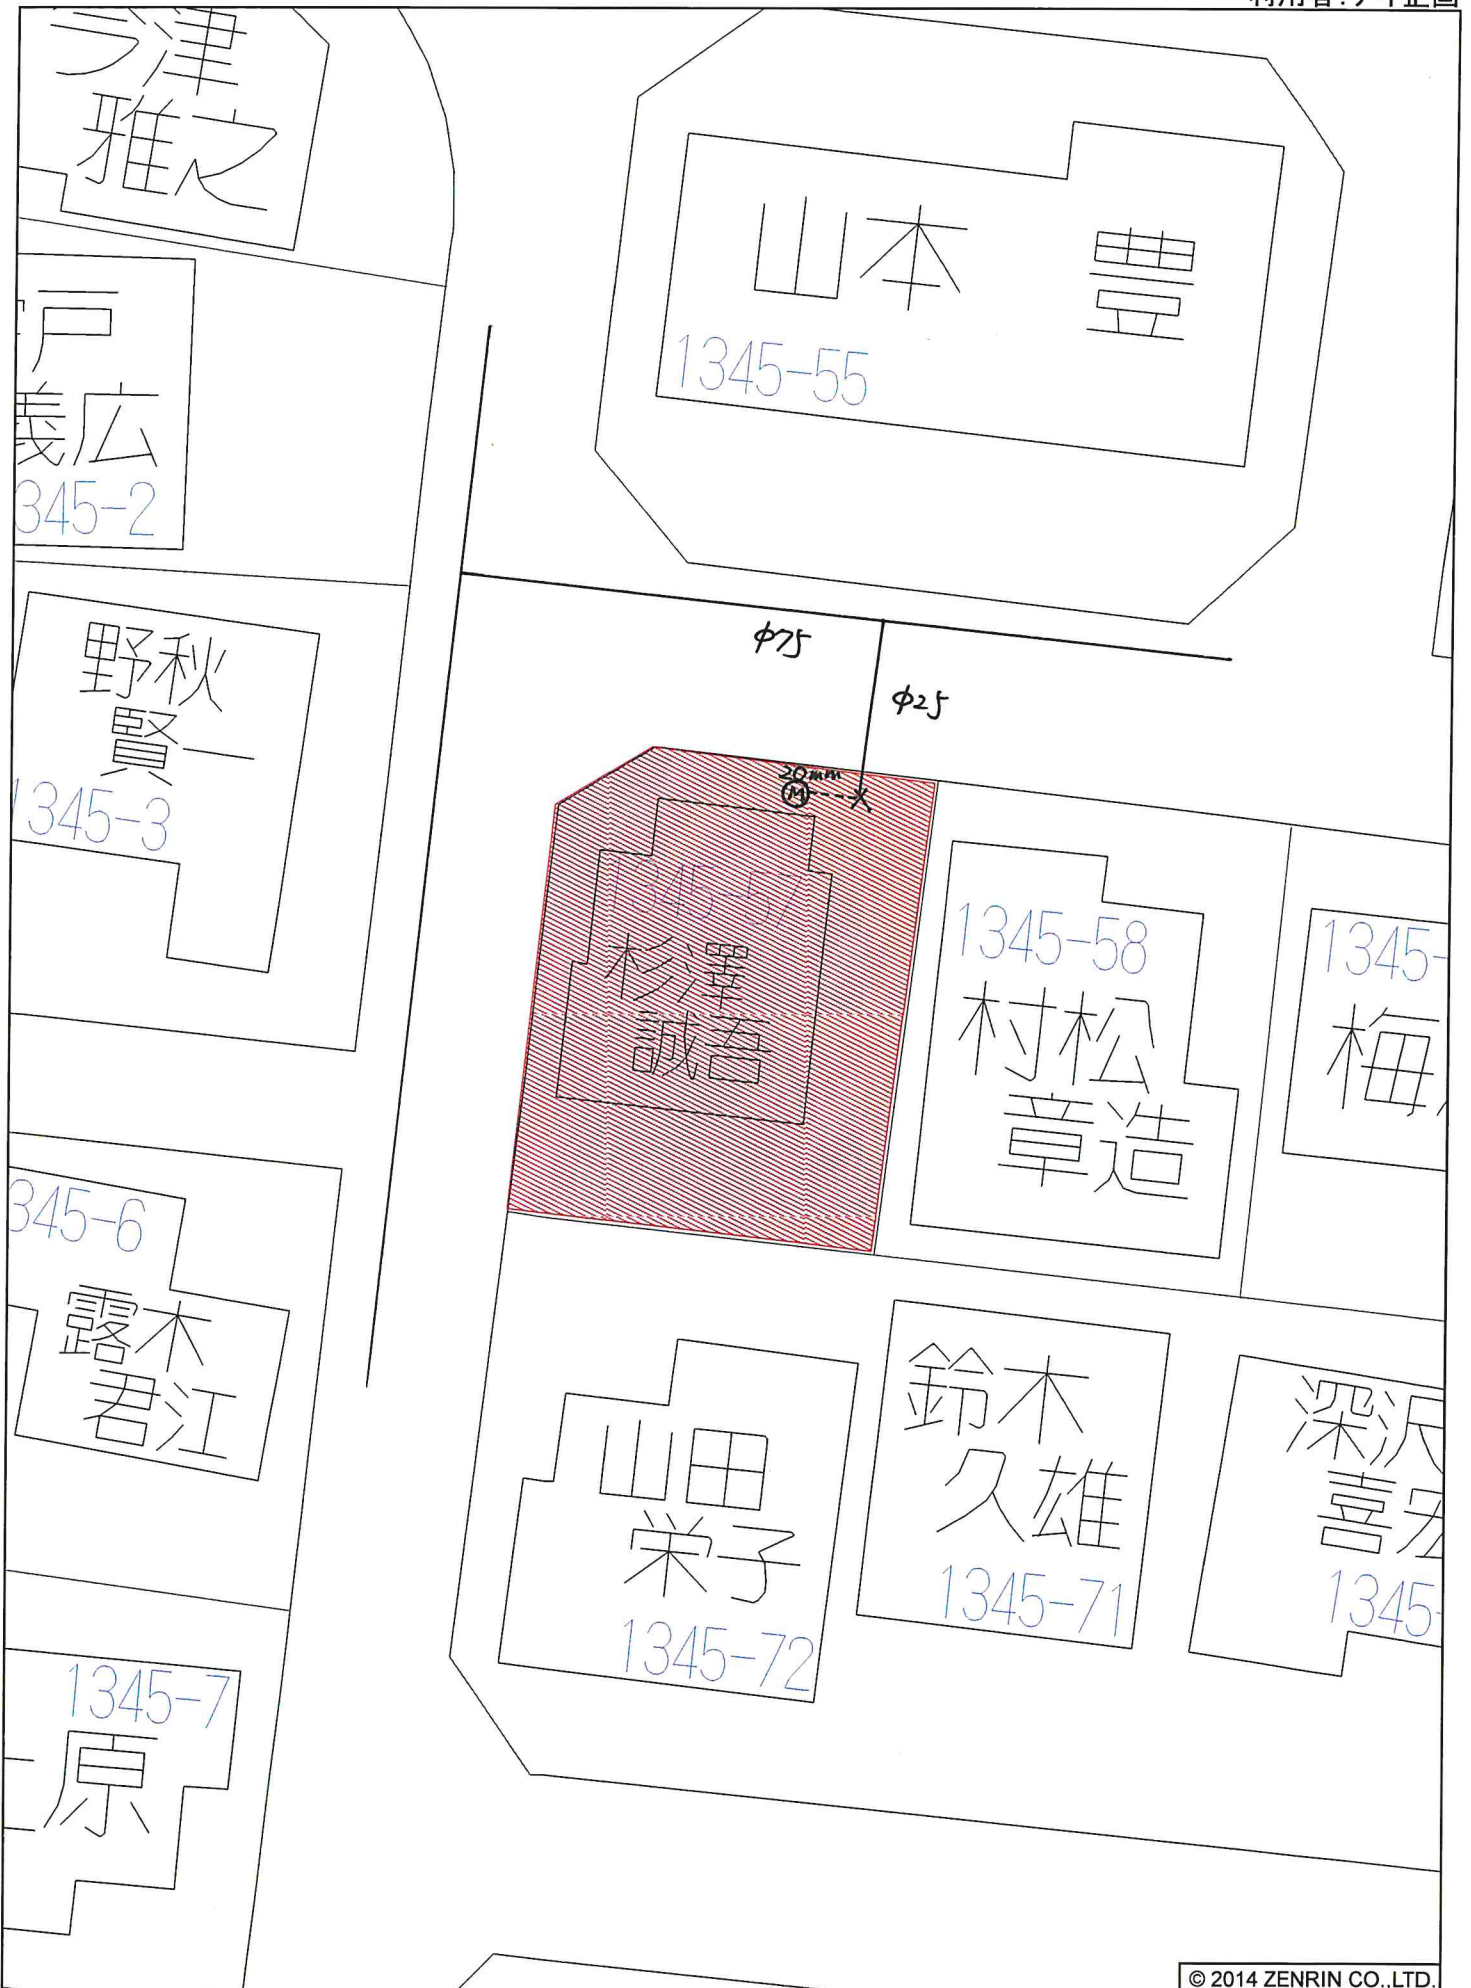 今津
雅之
山本 豊
1345-55
戸
義広
345-2
φ75
φ25
野秋
賢一
1345-3
20mm
M
1345-57
杉澤
誠吾
1345-58
村松
章造
1345-
梅
345-6
露木
君江
山田
栄子
1345-72
鈴木
久雄
1345-71
深沢
喜宏
1345-
1345-7
原
© 2014 ZENRIN CO.,LTD.